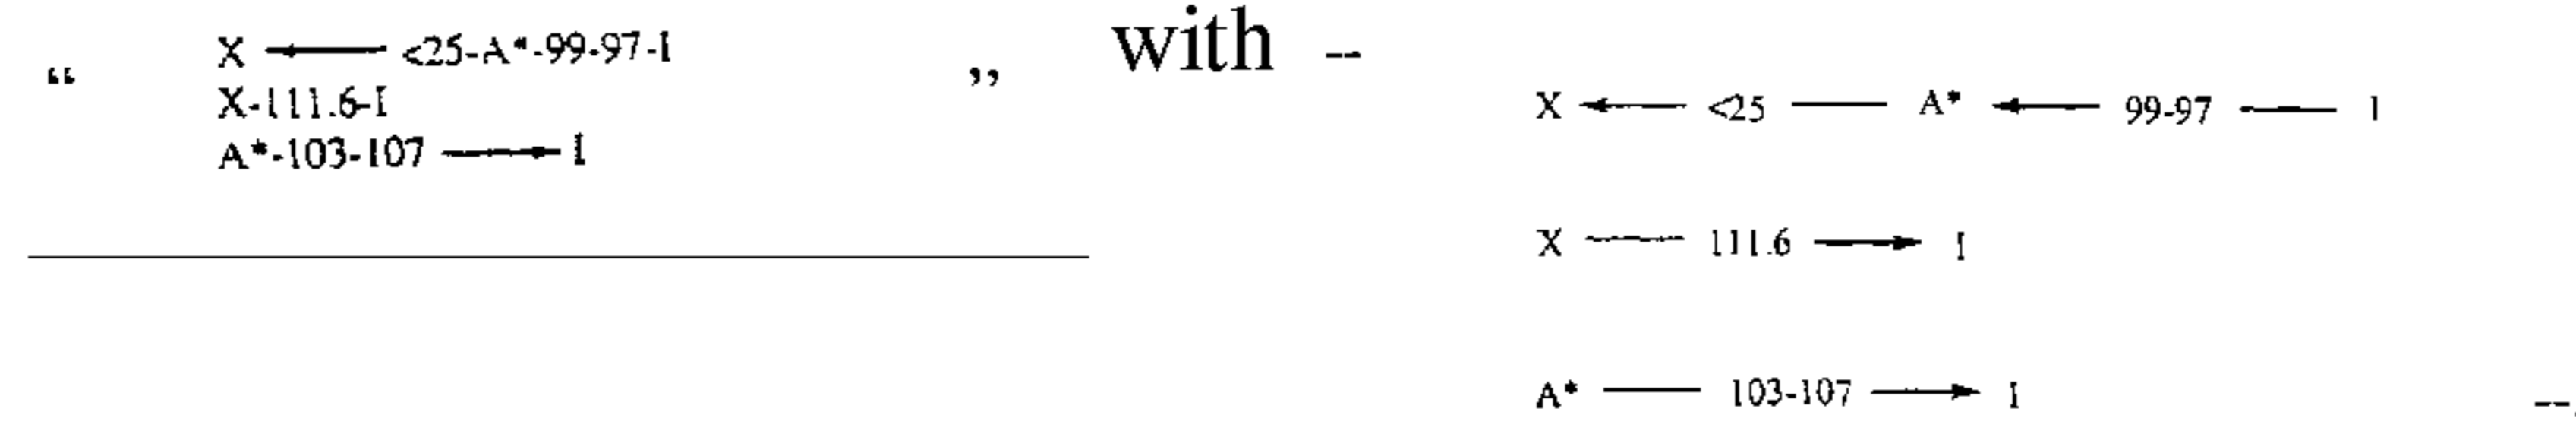 “ X ⟵ <25-A*-99-97-I ” with --
X-111.6-I
A*-103-107 ⟶ I
X ⟵ <25 — A* ⟵ 99-97 — I
X — 111.6 ⟶ I
A* — 103-107 ⟶ I --.